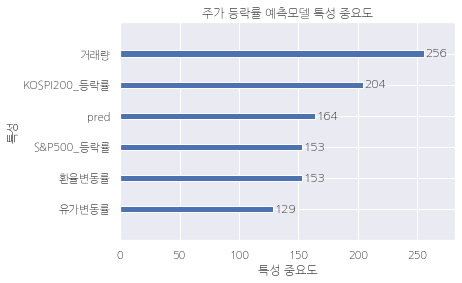 주가 등락률 예측모델 특성 중요도
특성
거래량
256
KOSPI200_등락률
204
pred
164
S&P500_등락률
153
환율변동률
153
유가변동률
129
0 50 100 150 200 250
특성 중요도